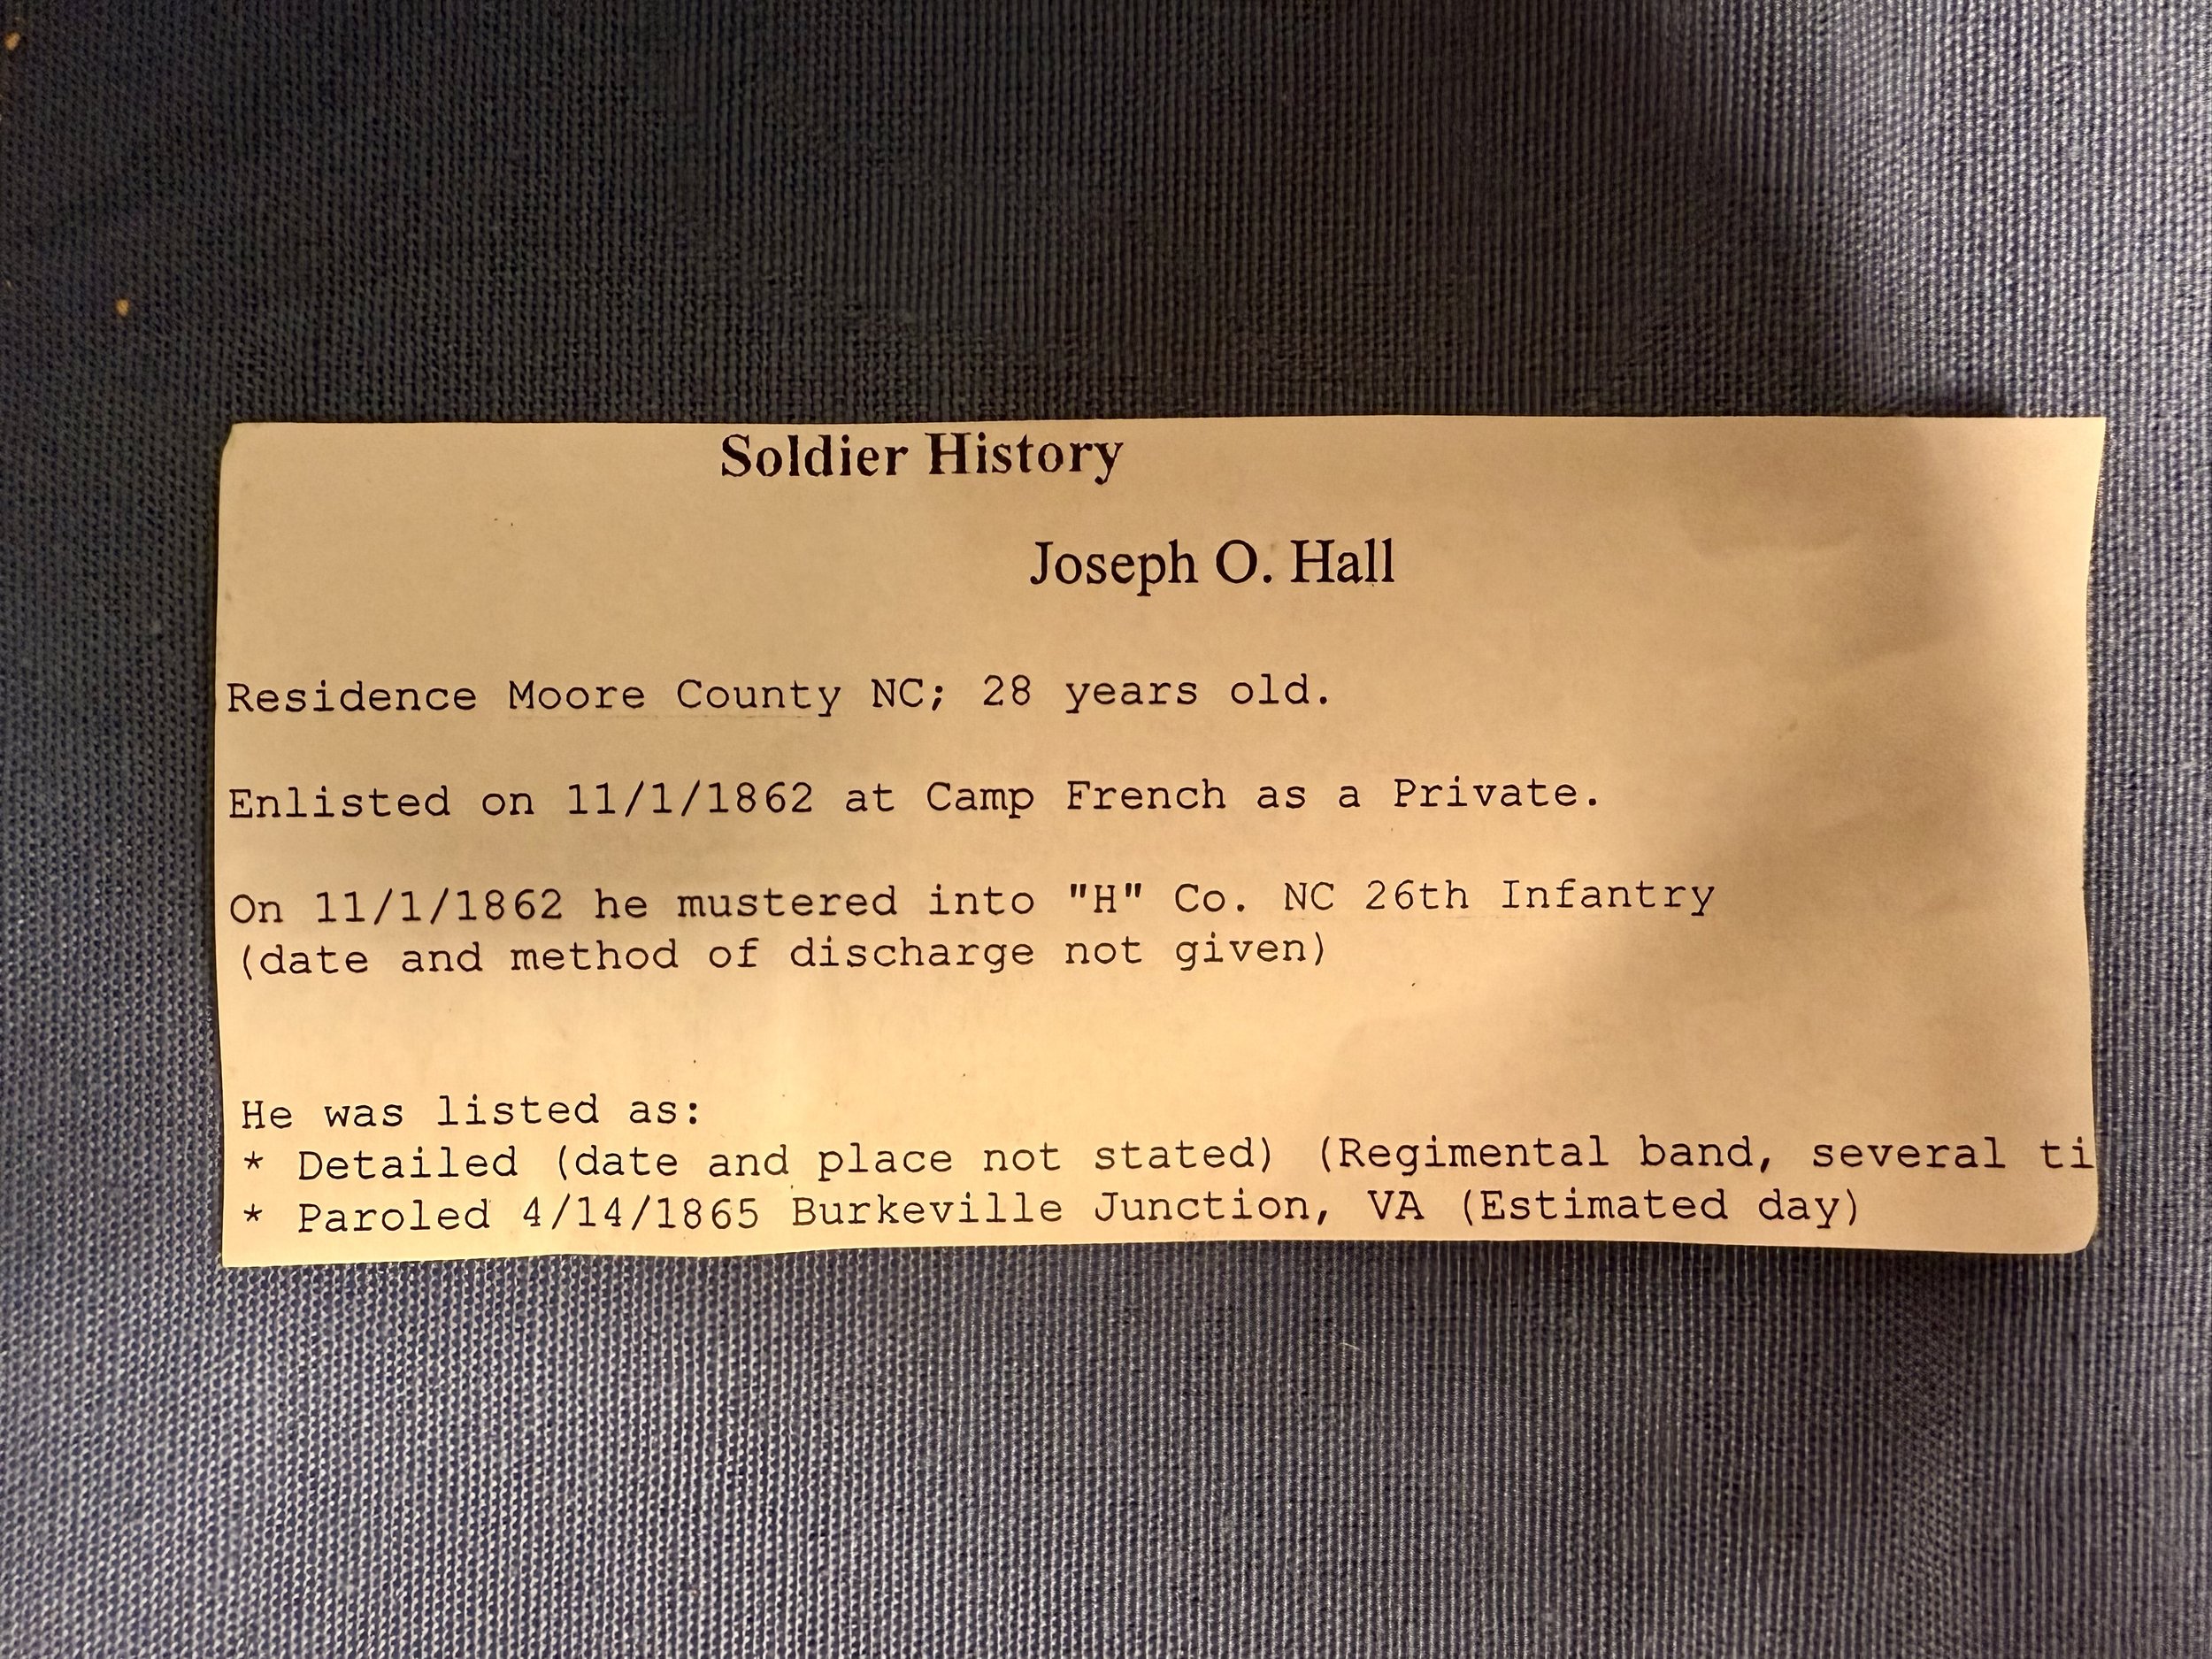 Soldier History
Joseph O. Hall
Residence Moore County NC; 28 years old.
Enlisted on 11/1/1862 at Camp French as a Private.
On 11/1/1862 he mustered into "H" Co. NC 26th Infantry
(date and method of discharge not given)
He was listed as:
* Detailed (date and place not stated) (Regimental band, several ti
* Paroled 4/14/1865 Burkeville Junction, VA (Estimated day)